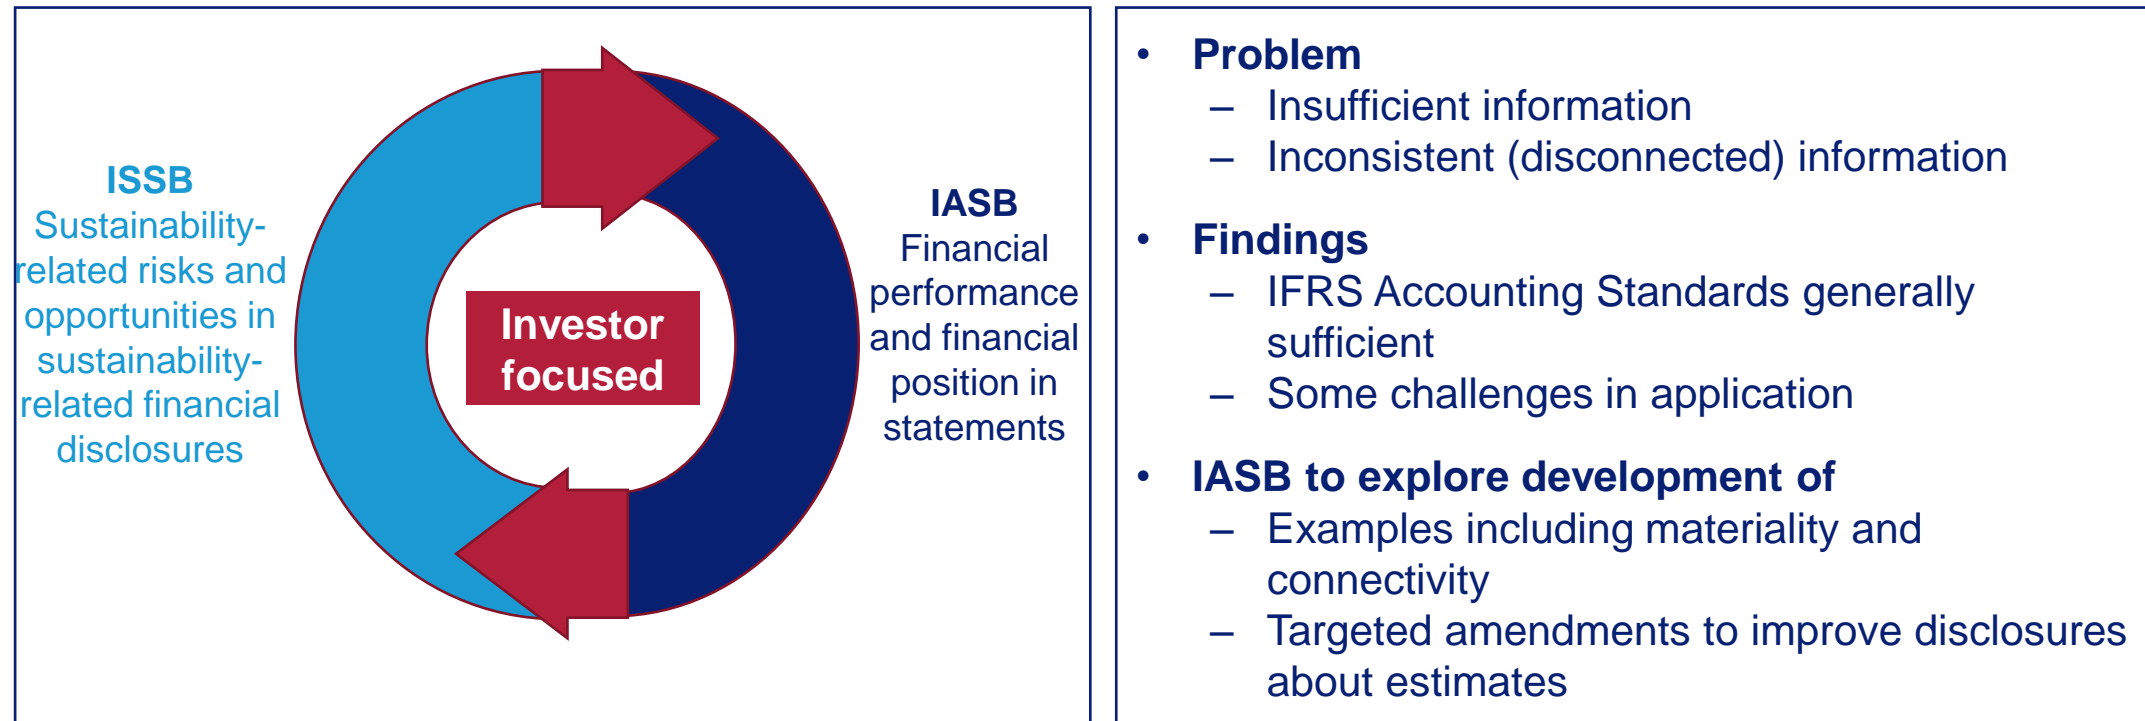 ISSB
Sustainability-
related risks and
opportunities in
sustainability-
related financial
disclosures
Investor
focused
IASB
Financial
performance
and financial
position in
statements
• Problem
– Insufficient information
– Inconsistent (disconnected) information
• Findings
– IFRS Accounting Standards generally
sufficient
– Some challenges in application
• IASB to explore development of
– Examples including materiality and
connectivity
– Targeted amendments to improve disclosures
about estimates